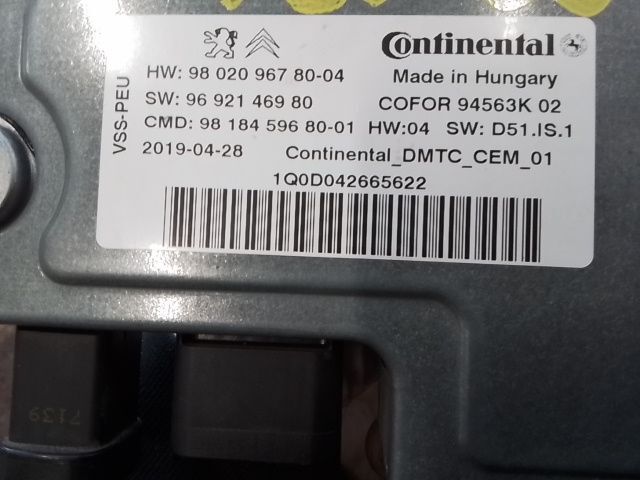 Continental
HW: 98 020 967 80-04
Made in Hungary
SW: 96 921 469 80
COFOR 94563K 02
CMD: 98 184 596 80-01 HW:04 SW: D51.IS.1
2019-04-28 Continental_DMTC_CEM_01
1Q0D042665622
VSS-PEU
7139